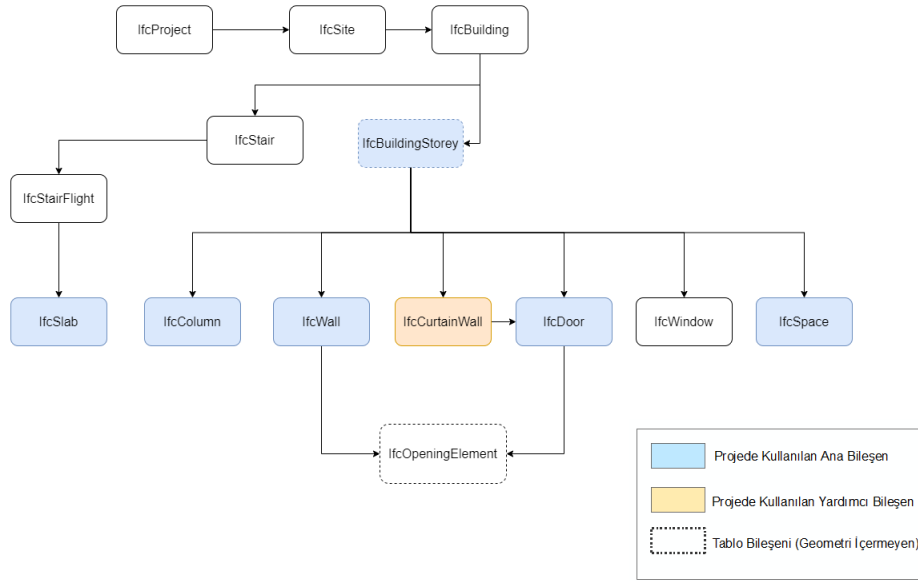 IfcProject
IfcSite
IfcBuilding
IfcStair
IfcBuildingStorey
IfcStairFlight
IfcSlab
IfcColumn
IfcWall
IfcCurtainWall
IfcDoor
IfcWindow
IfcSpace
IfcOpeningElement
Projede Kullanılan Ana Bileşen
Projede Kullanılan Yardımcı Bileşen
Tablo Bileşeni (Geometri İçermeyen)